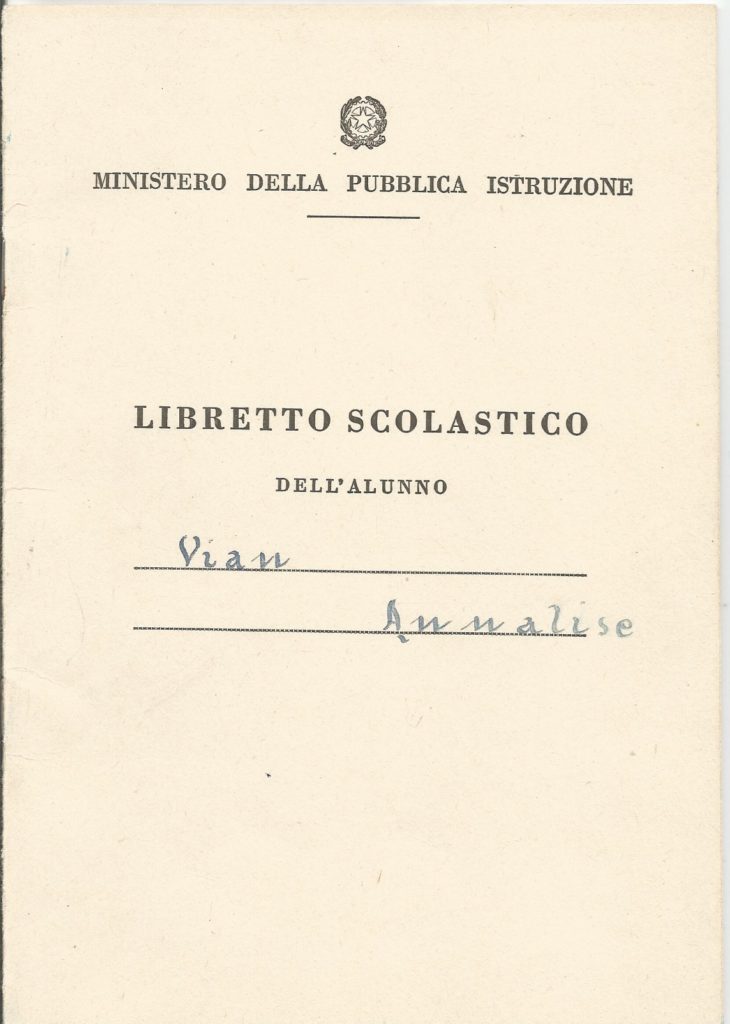 MINISTERO DELLA PUBBLICA ISTRUZIONE
LIBRETTO SCOLASTICO
DELL'ALUNNO
Vian
Annalise